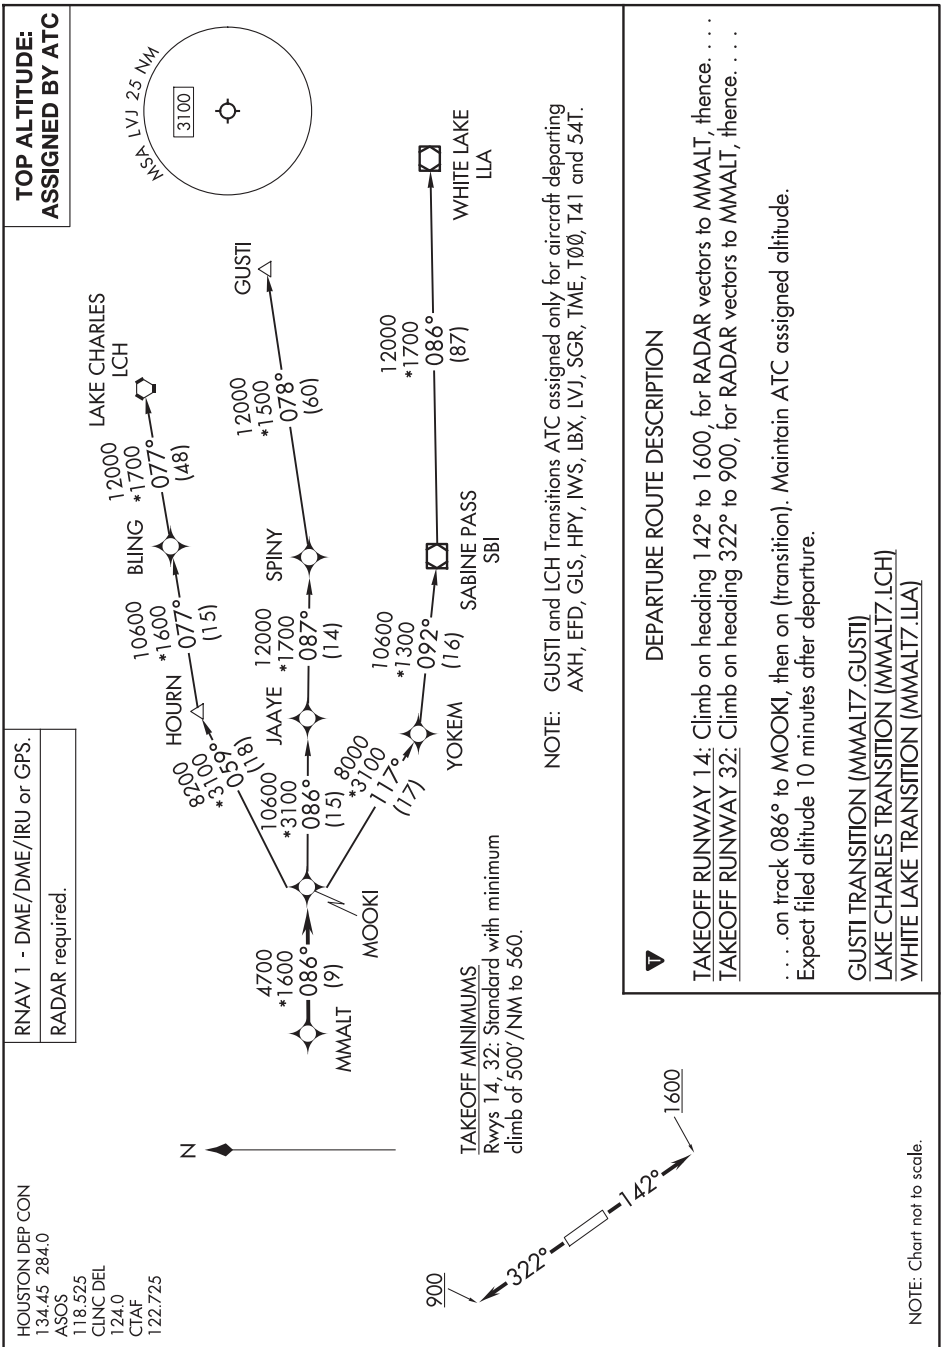 TOP ALTITUDE:
ASSIGNED BY ATC
RNAV 1 - DME/DME/IRU or GPS.
RADAR required.
HOUSTON DEP CON
134.45 284.0
ASOS
118.525
CLNC DEL
124.0
CTAF
122.725
N
MSA LVJ 25 NM
3100
MMALT
4700
*1600
086°
(9)
MOOKI
8200
*3100
059°
(18)
HOURN
10600
*1600
077°
(15)
BLING
12000
*1700
077°
(48)
LAKE CHARLES
LCH
10600
*3100
086°
(15)
JAAYE
12000
*1700
087°
(14)
SPINY
12000
*1500
078°
(60)
GUSTI
8000
*3100
117°
(17)
YOKEM
10600
*1300
092°
(16)
SABINE PASS
SBI
12000
*1700
086°
(87)
WHITE LAKE
LLA
TAKEOFF MINIMUMS
Rwys 14, 32: Standard with minimum
climb of 500'/NM to 560.
NOTE: GUSTI and LCH Transitions ATC assigned only for aircraft departing
AXH, EFD, GLS, HPY, IWS, LBX, LVJ, SGR, TME, TØØ, T41 and 54T.
900
322°
142°
1600
NOTE: Chart not to scale.
T
DEPARTURE ROUTE DESCRIPTION
TAKEOFF RUNWAY 14: Climb on heading 142° to 1600, for RADAR vectors to MMALT, thence. . . .
TAKEOFF RUNWAY 32: Climb on heading 322° to 900, for RADAR vectors to MMALT, thence. . . .
. . . .on track 086° to MOOKI, then on (transition). Maintain ATC assigned altitude.
Expect filed altitude 10 minutes after departure.
GUSTI TRANSITION (MMALT7.GUSTI)
LAKE CHARLES TRANSITION (MMALT7.LCH)
WHITE LAKE TRANSITION (MMALT7.LLA)